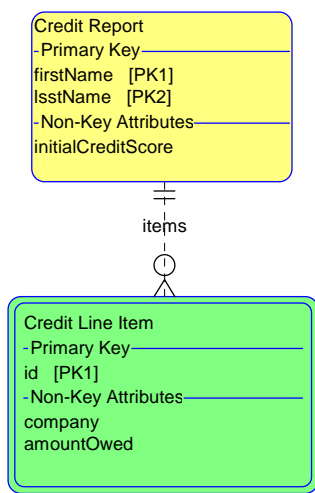 Credit Report
Primary Key
firstName [PK1]
lsstName [PK2]
Non-Key Attributes
initialCreditScore
items
Credit Line Item
Primary Key
id [PK1]
Non-Key Attributes
company
amountOwed